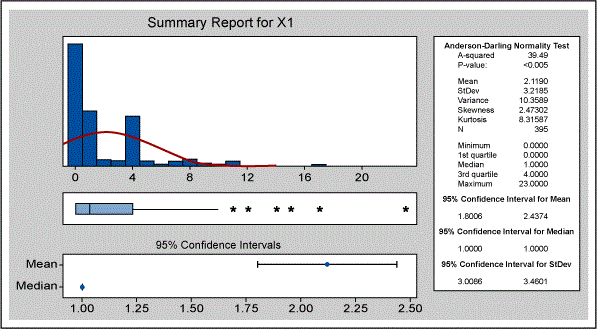 Summary Report for X1
0 4 8 12 16 20
* * * * * *
95% Confidence Intervals
Mean
Median
1.00 1.25 1.50 1.75 2.00 2.25 2.50
Anderson-Darling Normality Test
A-squared 39.49
P-value: <0.005
Mean 2.1190
StDev 3.2185
Variance 10.3589
Skewness 2.47302
Kurtosis 8.31587
N 395
Minimum 0.0000
1st quartile 0.0000
Median 1.0000
3rd quartile 4.0000
Maximum 23.0000
95% Confidence Interval for Mean
1.8006 2.4374
95% Confidence Interval for Median
1.0000 1.0000
95% Confidence Interval for StDev
3.0086 3.4601